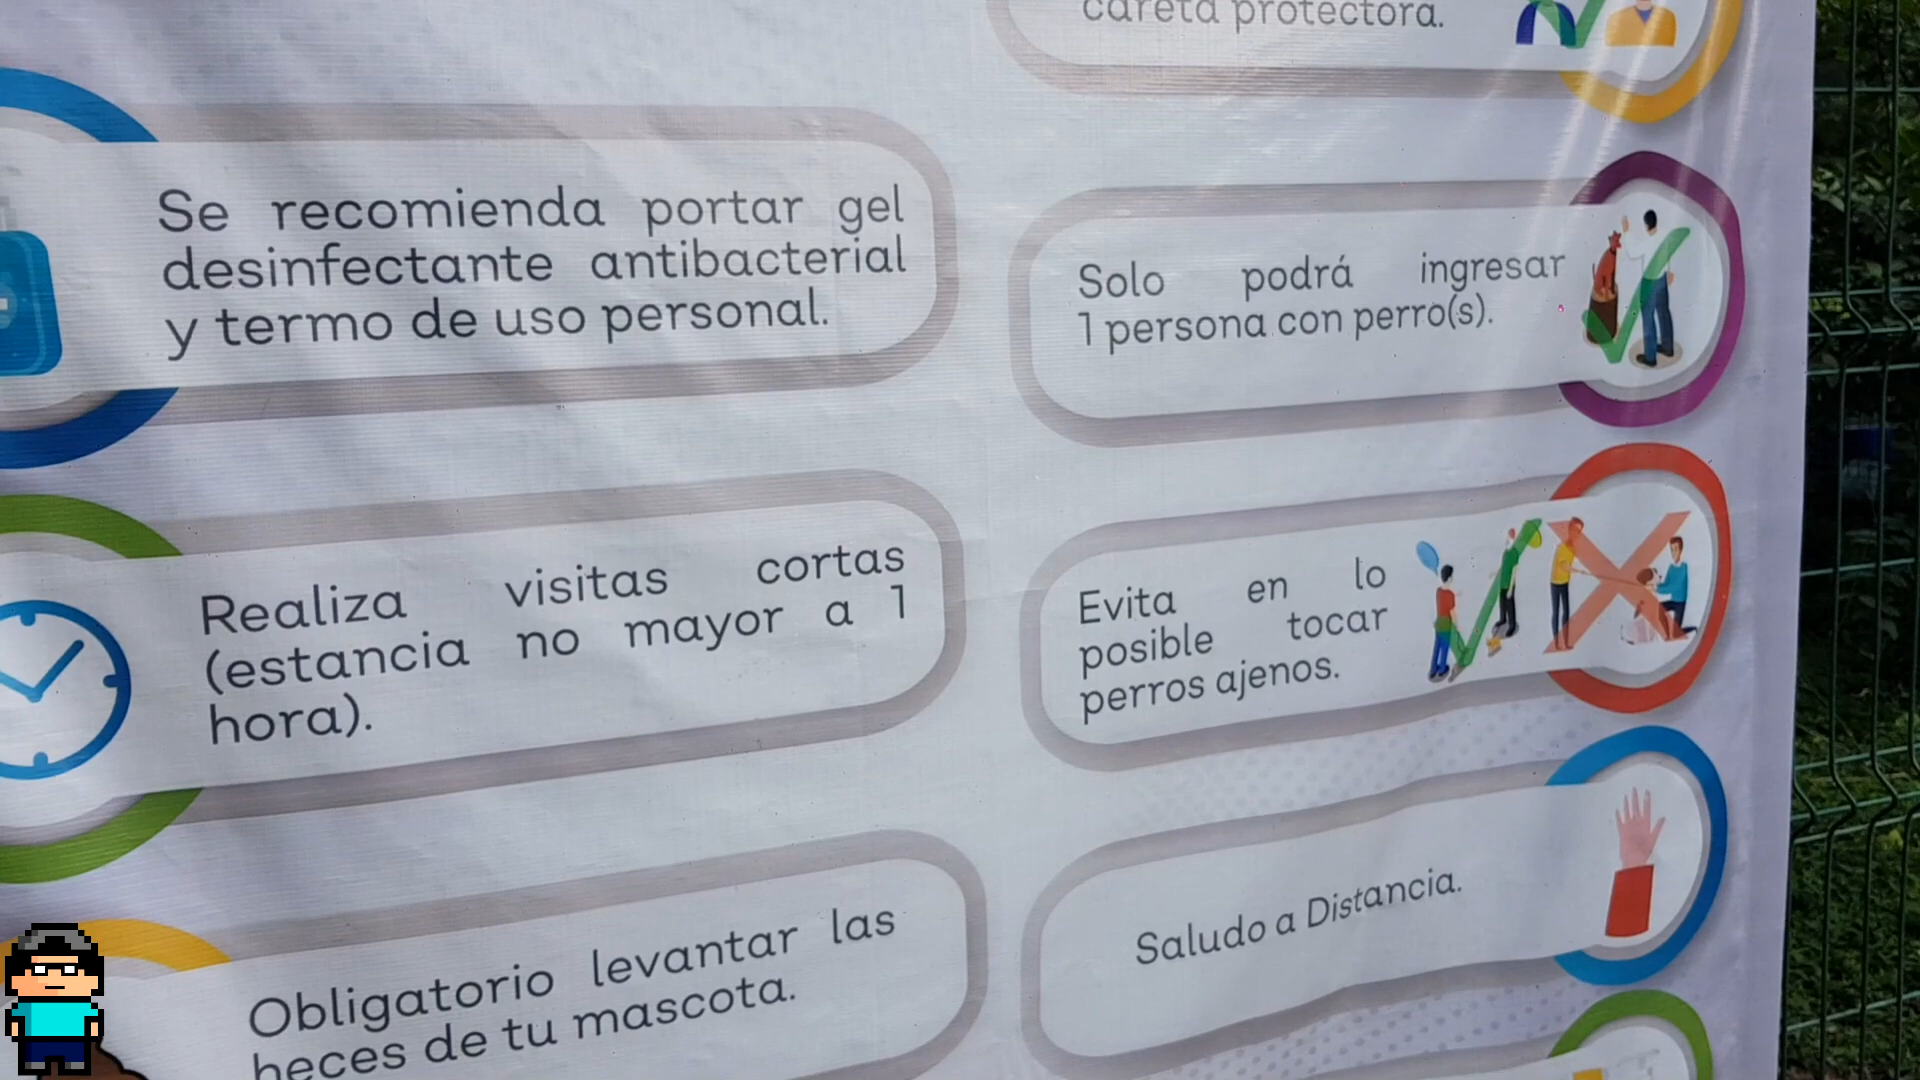 careta protectora.
Se recomienda portar gel
desinfectante antibacterial
y termo de uso personal.
Solo podrá ingresar
1 persona con perro(s).
Realiza visitas cortas
(estancia no mayor a 1
hora).
Evita en lo
posible tocar
perros ajenos.
Obligatorio levantar las
heces de tu mascota.
Saludo a Distancia.